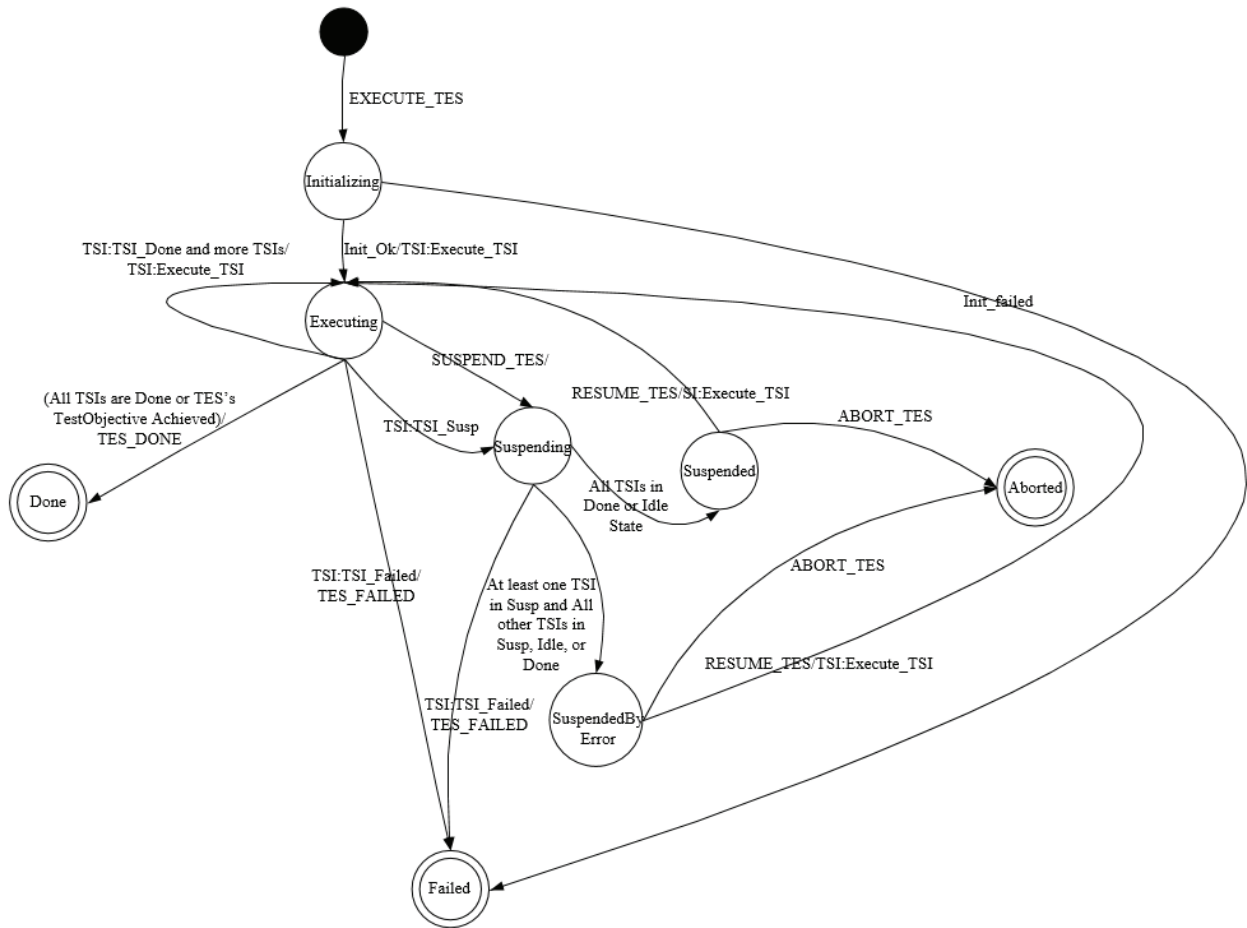 EXECUTE_TES
Initializing
TSI:TSI_Done and more TSIs/
TSI:Execute_TSI
Init_Ok/TSI:Execute_TSI
Init_failed
Executing
SUSPEND_TES/
RESUME_TES/SI:Execute_TSI
(All TSIs are Done or TES’s
TestObjective Achieved)/
TES_DONE
TSI:TSI_Susp
ABORT_TES
Suspending
Suspended
All TSIs in
Done or Idle
State
Done
Aborted
TSI:TSI_Failed/
TES_FAILED
At least one TSI
in Susp and All
other TSIs in
Susp, Idle, or
Done
ABORT_TES
RESUME_TES/TSI:Execute_TSI
TSI:TSI_Failed/
TES_FAILED
SuspendedBy
Error
Failed